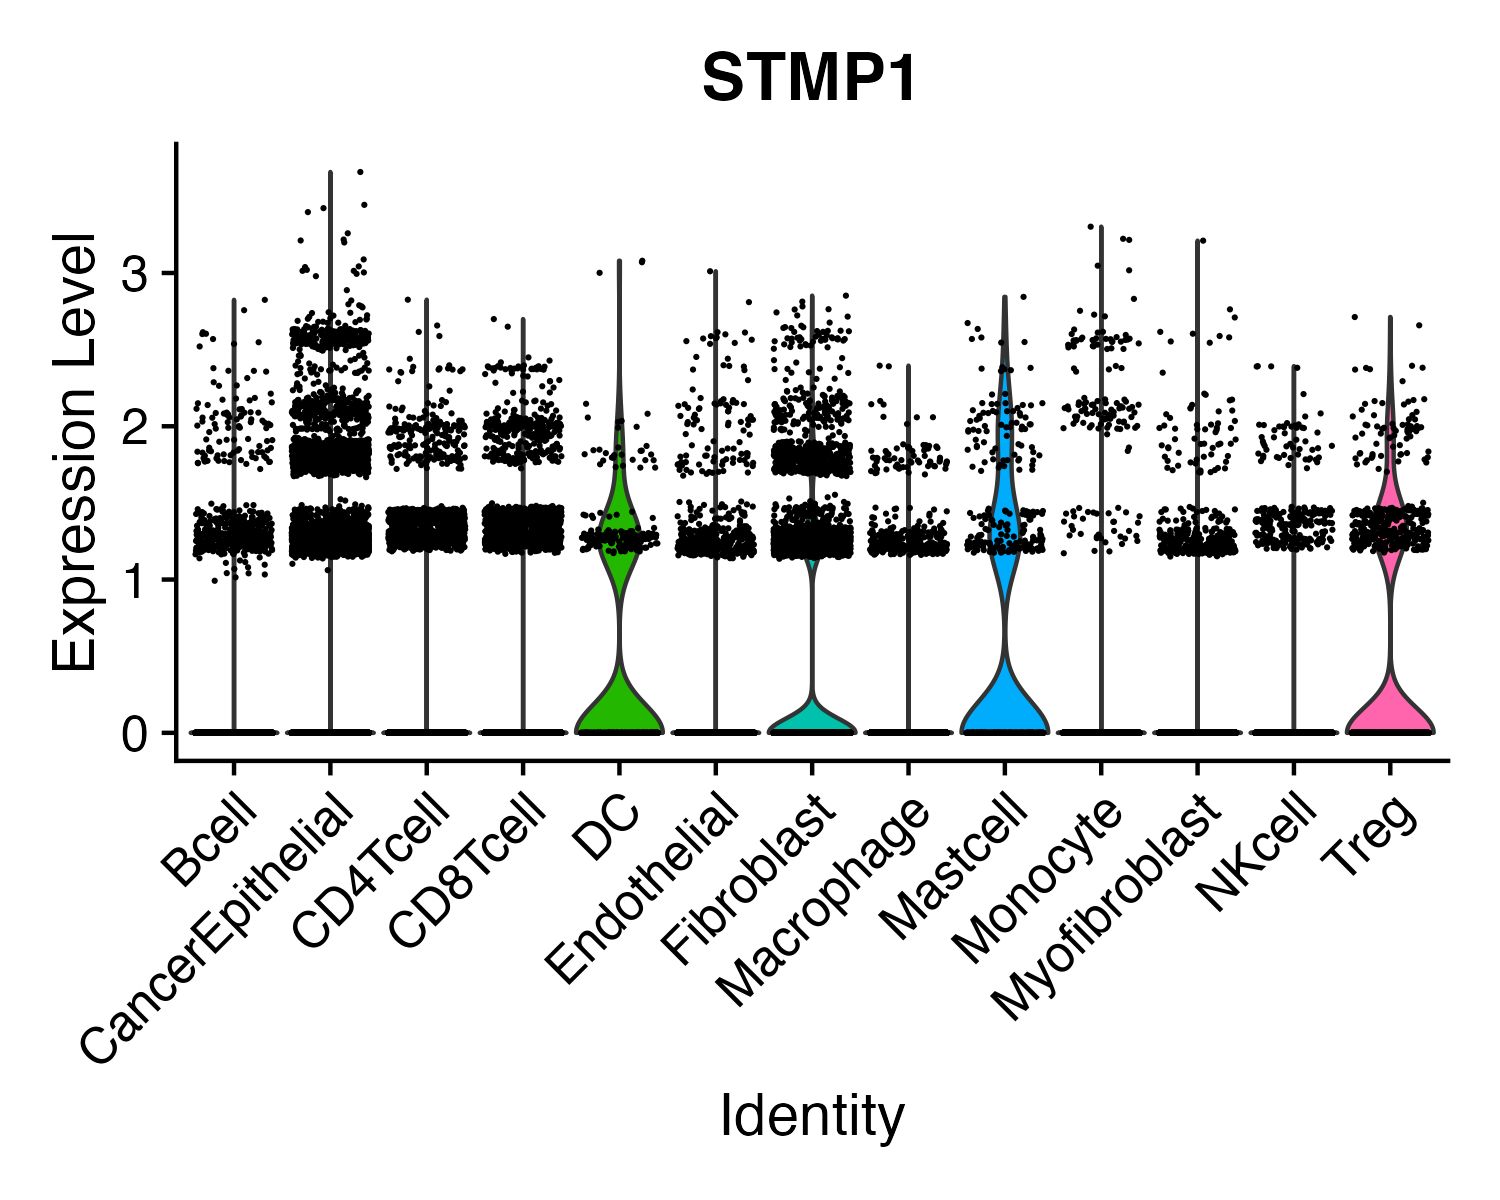 STMP1
Expression Level
3
2
1
0
Bcell
CancerEpithelial
CD4Tcell
CD8Tcell
DC
Endothelial
Fibroblast
Macrophage
Mastcell
Monocyte
Myofibroblast
NKcell
Treg
Identity